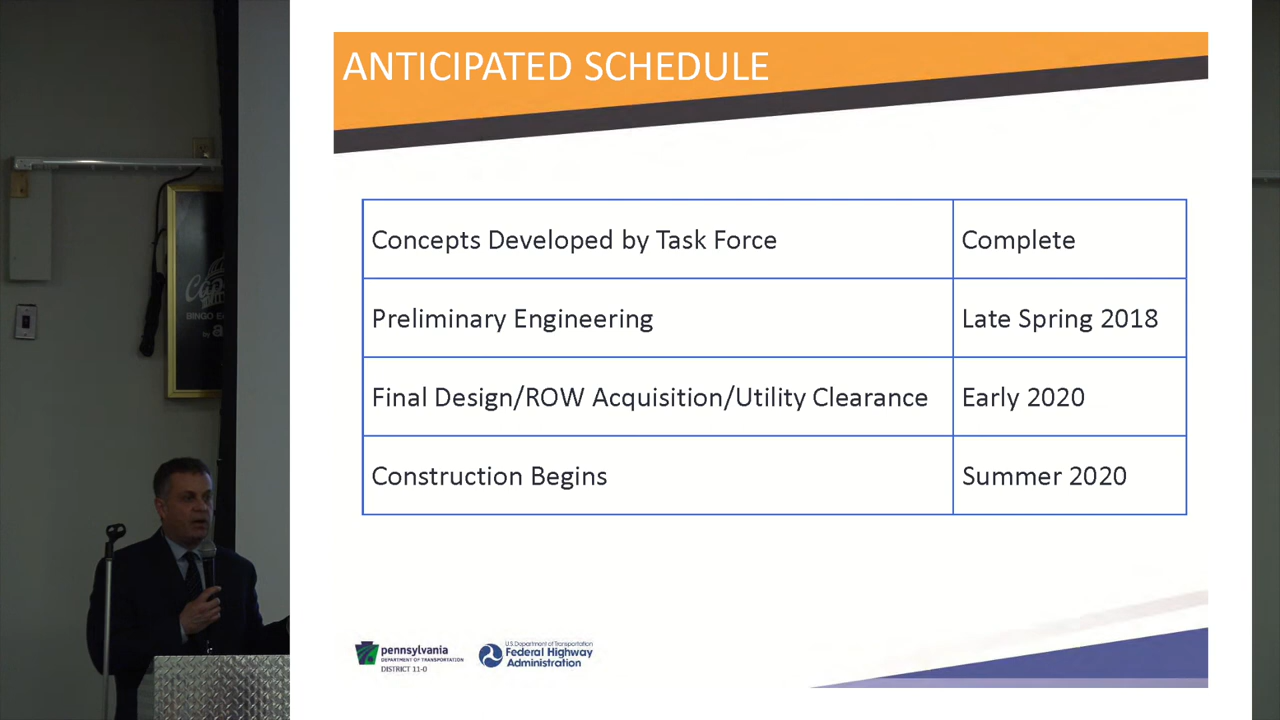 ANTICIPATED SCHEDULE
Concepts Developed by Task Force Complete
Preliminary Engineering Late Spring 2018
Final Design/ROW Acquisition/Utility Clearance Early 2020
Construction Begins Summer 2020
pennsylvania
DEPARTMENT OF TRANSPORTATION
DISTRICT 11-0
U.S. Department of Transportation
Federal Highway
Administration
BINGO
by